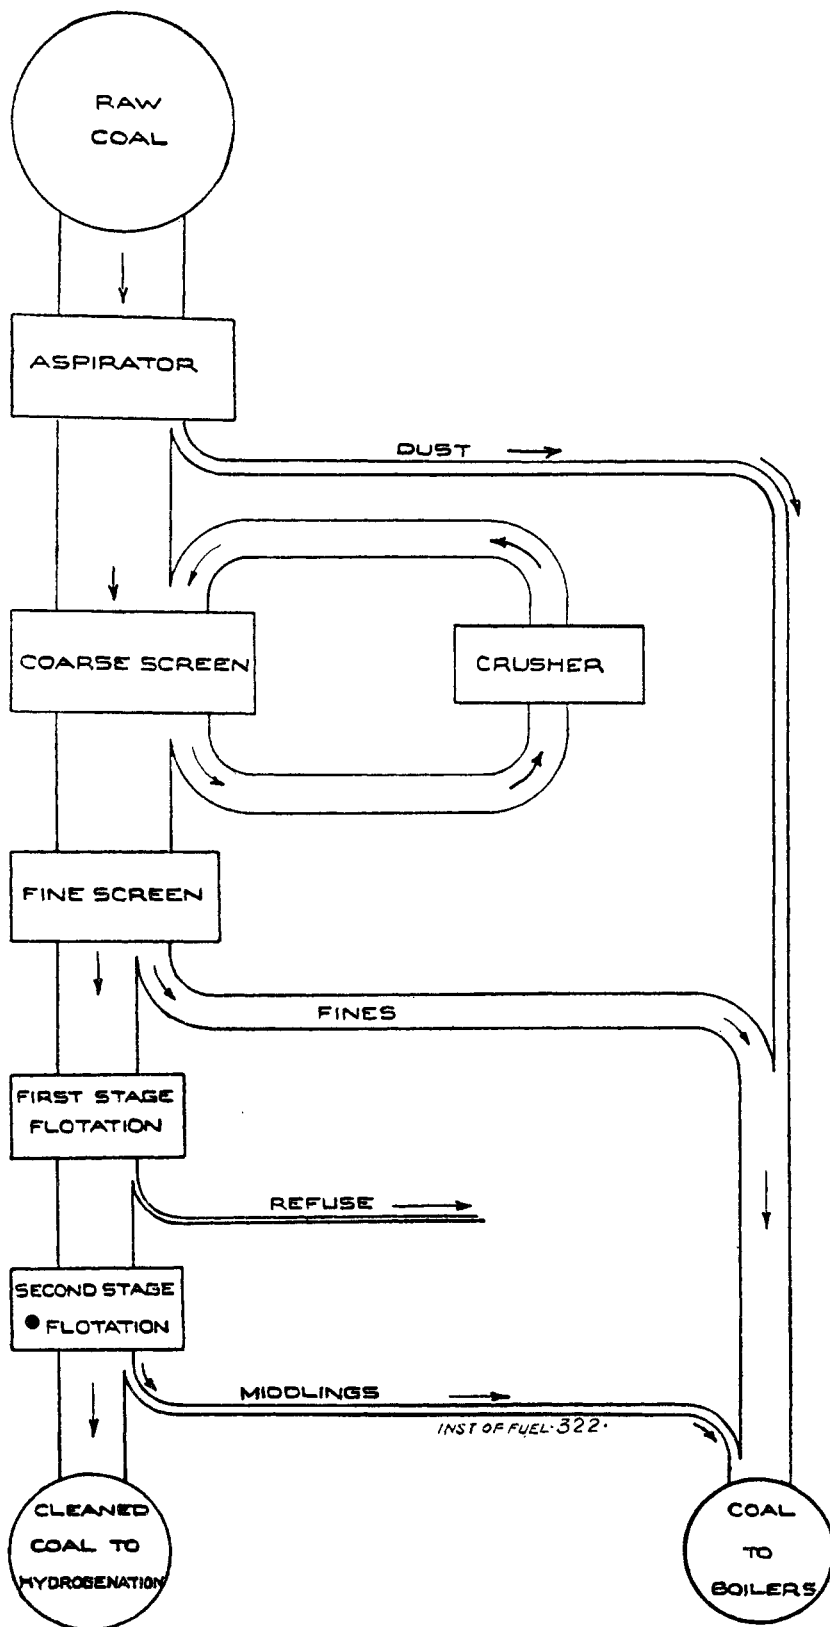 RAW
COAL
ASPIRATOR
DUST
COARSE SCREEN
CRUSHER
FINE SCREEN
FINES
FIRST STAGE
FLOTATION
REFUSE
SECOND STAGE
FLOTATION
MIDDLINGS
INST OF FUEL·322·
CLEANED
COAL TO
HYDROGENATION
COAL
TO
BOILERS